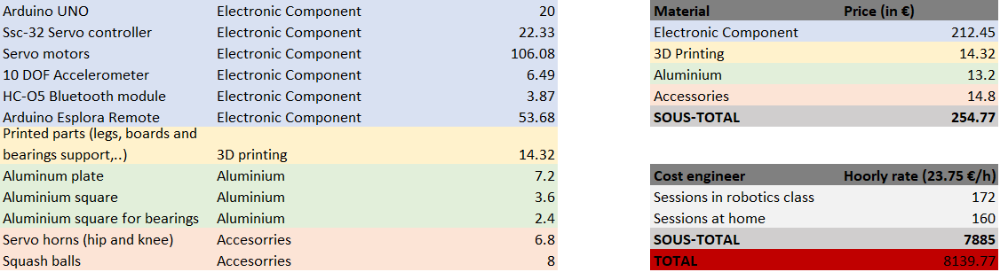 Arduino UNO Electronic Component 20
Ssc-32 Servo controller Electronic Component 22.33
Servo motors Electronic Component 106.08
10 DOF Accelerometer Electronic Component 6.49
HC-O5 Bluetooth module Electronic Component 3.87
Arduino Esplora Remote Electronic Component 53.68
Printed parts (legs, boards and
bearings support,..) 3D printing 14.32
Aluminum plate Aluminium 7.2
Aluminium square Aluminium 3.6
Aluminium square for bearings Aluminium 2.4
Servo horns (hip and knee) Accesorries 6.8
Squash balls Accesorries 8
Material Price (in €)
Electronic Component 212.45
3D Printing 14.32
Aluminium 13.2
Accessories 14.8
SOUS-TOTAL 254.77
Cost engineer Hoorly rate (23.75 €/h)
Sessions in robotics class 172
Sessions at home 160
SOUS-TOTAL 7885
TOTAL 8139.77